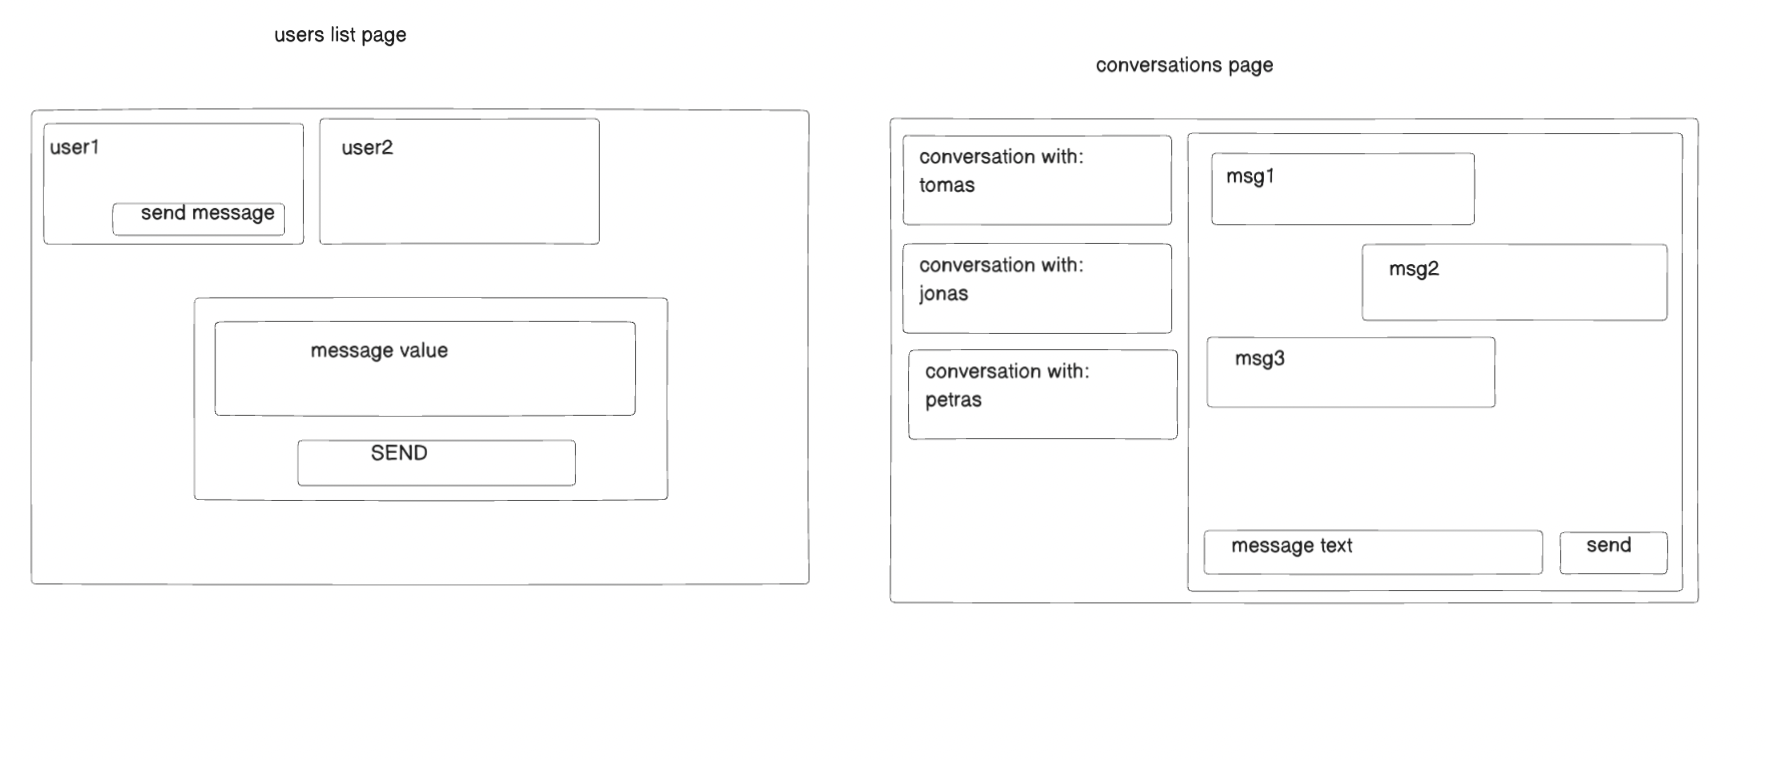 users list page
user1
send message
user2
message value
SEND
conversations page
conversation with:
tomas
conversation with:
jonas
conversation with:
petras
msg1
msg2
msg3
message text
send